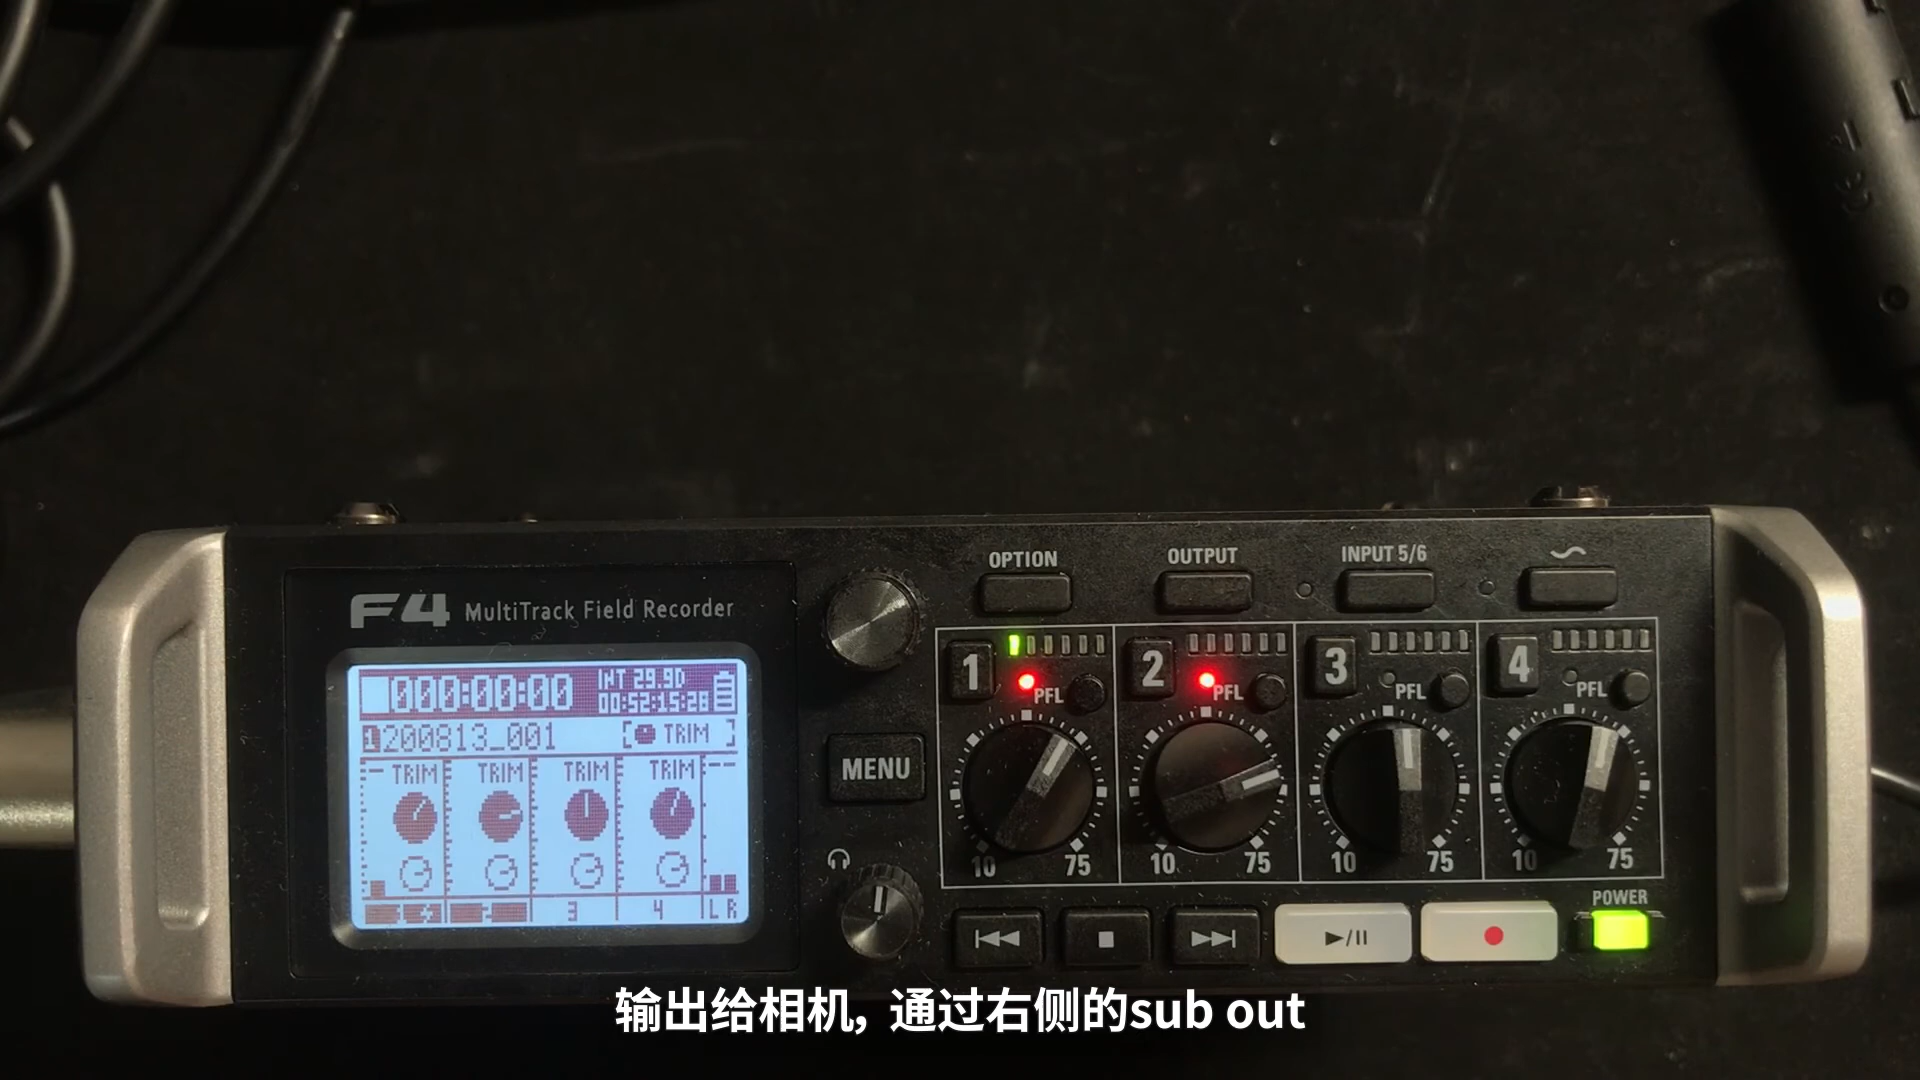 OPTION
OUTPUT
INPUT 5/6
F4 MultiTrack Field Recorder
1
2
3
4
PFL
PFL
PFL
PFL
000:00:00
INT 29.9D
00:52:15:28
1 200813_001
[TRIM]
TRIM TRIM TRIM TRIM
3 4 L R
MENU
10 75
10 75
10 75
10 75
POWER
输出给相机, 通过右侧的sub out